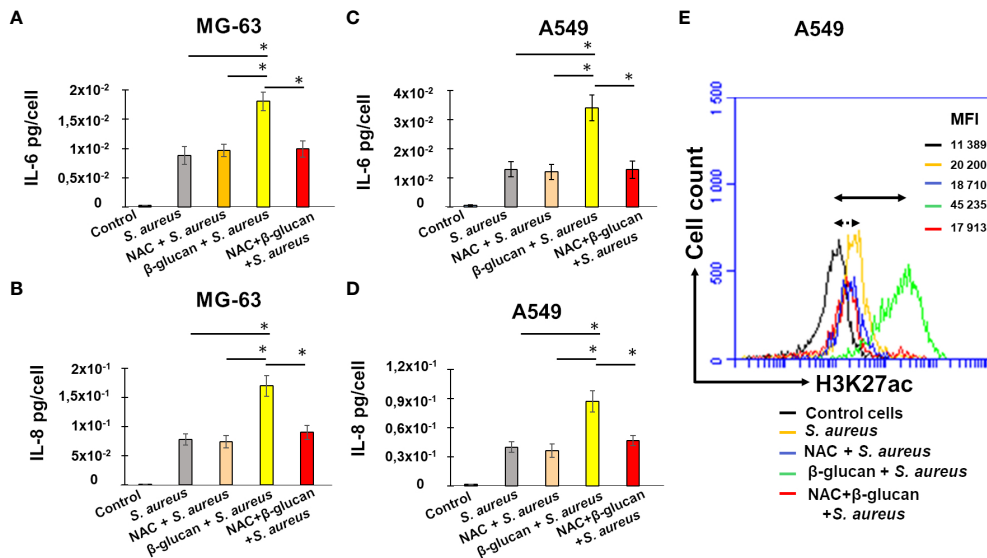 A
MG-63
*
*
*
IL-6 pg/cell
2x10⁻²
1,5x10⁻²
1x10⁻²
0,5x10⁻²
0
Control
S. aureus
NAC + S. aureus
β-glucan + S. aureus
NAC+β-glucan
+S. aureus
B
MG-63
*
*
*
IL-8 pg/cell
2x10⁻¹
1,5x10⁻¹
1x10⁻¹
5x10⁻²
0
Control
S. aureus
NAC + S. aureus
β-glucan + S. aureus
NAC+β-glucan
+S. aureus
C
A549
*
*
*
IL-6 pg/cell
4x10⁻²
3x10⁻²
2x10⁻²
1x10⁻²
0
Control
S. aureus
NAC + S. aureus
β-glucan + S. aureus
NAC+β-glucan
+S. aureus
D
A549
*
*
*
IL-8 pg/cell
1,2x10⁻¹
0,9x10⁻¹
0,6x10⁻¹
0,3x10⁻¹
0
Control
S. aureus
NAC + S. aureus
β-glucan + S. aureus
NAC+β-glucan
+S. aureus
E
A549
1 500
1 000
500
0
Cell count
MFI
11 389
20 200
18 710
45 235
17 913
H3K27ac
Control cells
S. aureus
NAC + S. aureus
β-glucan + S. aureus
NAC+β-glucan
+S. aureus